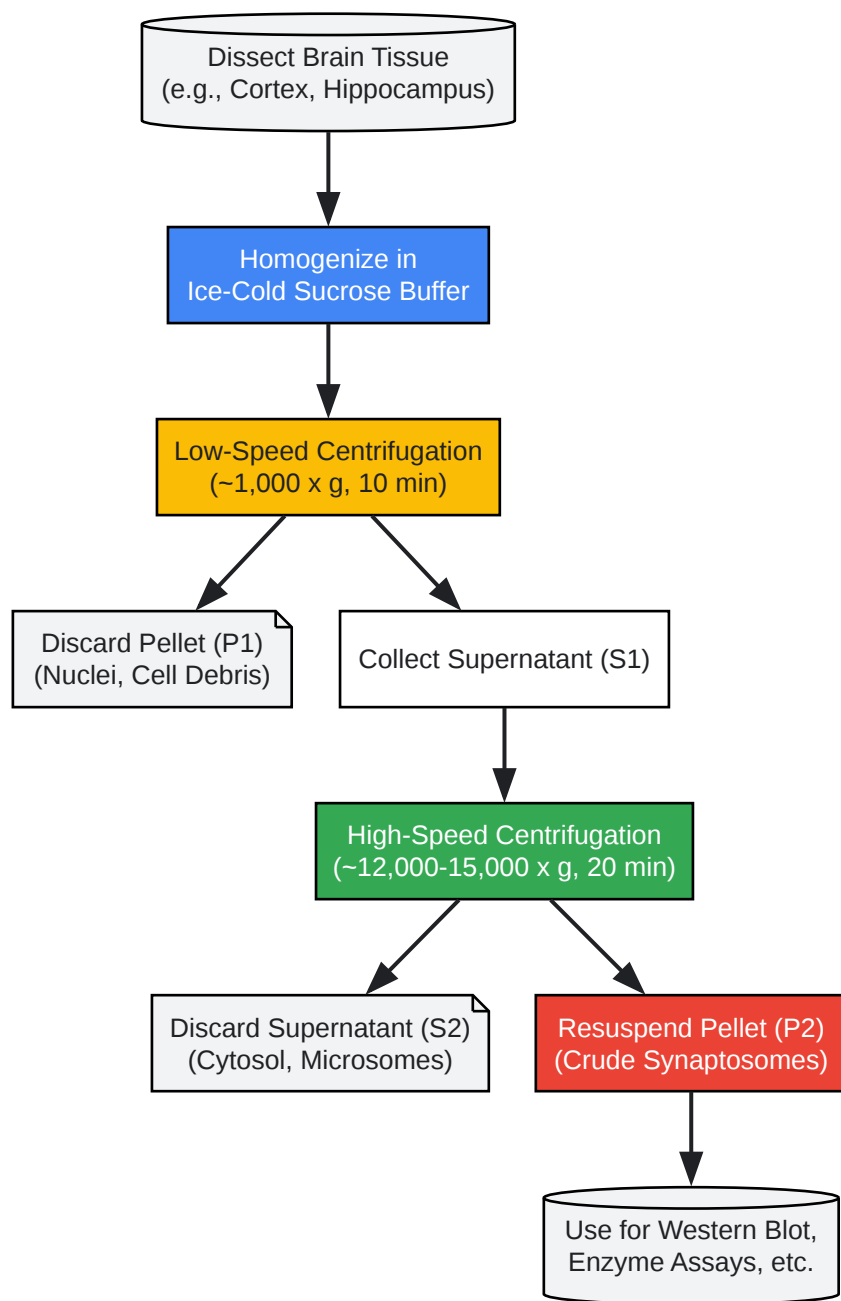 Dissect Brain Tissue
(e.g., Cortex, Hippocampus)
Homogenize in
Ice-Cold Sucrose Buffer
Low-Speed Centrifugation
(~1,000 x g, 10 min)
Discard Pellet (P1)
(Nuclei, Cell Debris)
Collect Supernatant (S1)
High-Speed Centrifugation
(~12,000-15,000 x g, 20 min)
Discard Supernatant (S2)
(Cytosol, Microsomes)
Resuspend Pellet (P2)
(Crude Synaptosomes)
Use for Western Blot,
Enzyme Assays, etc.